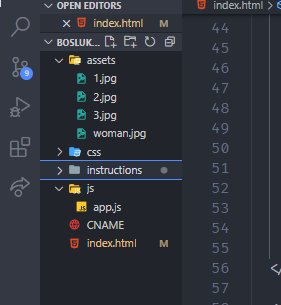 OPEN EDITORS
index.html M
BOSLUK...
assets
1.jpg
2.jpg
3.jpg
woman.jpg
css
instructions
js
app.js
CNAME
index.html M
9
index.html
44
45
46
47
48
49
50
51
52
53
54
55
56 </
57
58